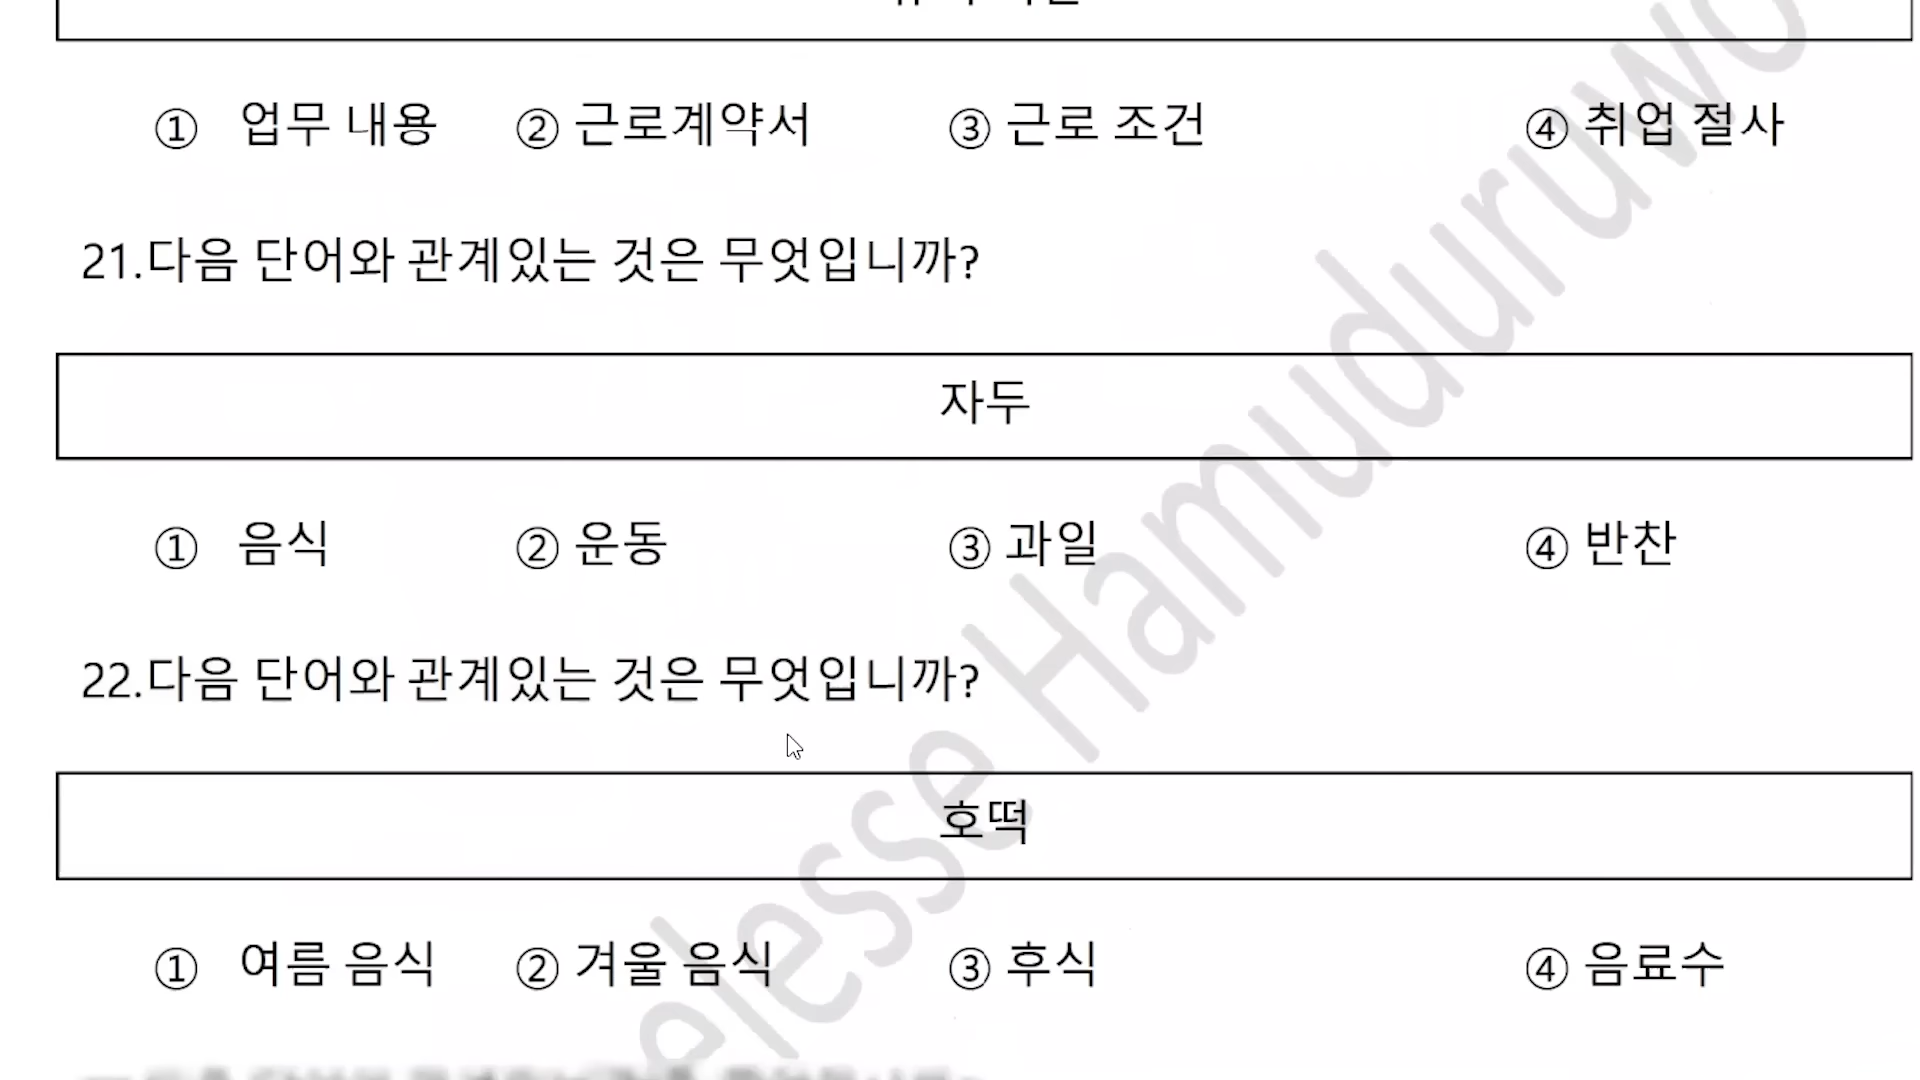 ① 업무 내용 ② 근로계약서 ③ 근로 조건 ④ 취업 절사
21.다음 단어와 관계있는 것은 무엇입니까?
자두
① 음식 ② 운동 ③ 과일 ④ 반찬
22.다음 단어와 관계있는 것은 무엇입니까?
호떡
① 여름 음식 ② 겨울 음식 ③ 후식 ④ 음료수
elesse Hamuduruwo